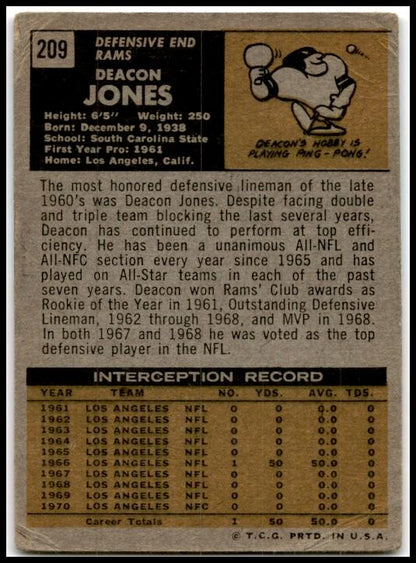 209
DEFENSIVE END
RAMS
DEACON
JONES
Height: 6'5" Weight: 250
Born: December 9, 1938
School: South Carolina State
First Year Pro: 1961
Home: Los Angeles, Calif.
DEACON'S HOBBY IS
PLAYING PING-PONG!
The most honored defensive lineman of the late
1960's was Deacon Jones. Despite facing double
and triple team blocking the last several years,
Deacon has continued to perform at top effi-
ciency. He has been a unanimous All-NFL and
All-NFC section every year since 1965 and has
played on All-Star teams in each of the past
seven years. Deacon won Rams' Club awards as
Rookie of the Year in 1961, Outstanding Defensive
Lineman, 1962 through 1968, and MVP in 1968.
In both 1967 and 1968 he was voted as the top
defensive player in the NFL.
INTERCEPTION RECORD
YEAR TEAM NO. YDS. AVG. TDS.
1961 LOS ANGELES NFL 0 0 0.0 0
1962 LOS ANGELES NFL 0 0 0.0 0
1963 LOS ANGELES NFL 0 0 0.0 0
1964 LOS ANGELES NFL 0 0 0.0 0
1965 LOS ANGELES NFL 0 0 0.0 0
1966 LOS ANGELES NFL 1 50 50.0 0
1967 LOS ANGELES NFL 0 0 0.0 0
1968 LOS ANGELES NFL 0 0 0.0 0
1969 LOS ANGELES NFL 0 0 0.0 0
1970 LOS ANGELES NFC 0 0 0.0 0
Career Totals 1 50 50.0 0
© T.C.G. PRTD. IN U.S.A.